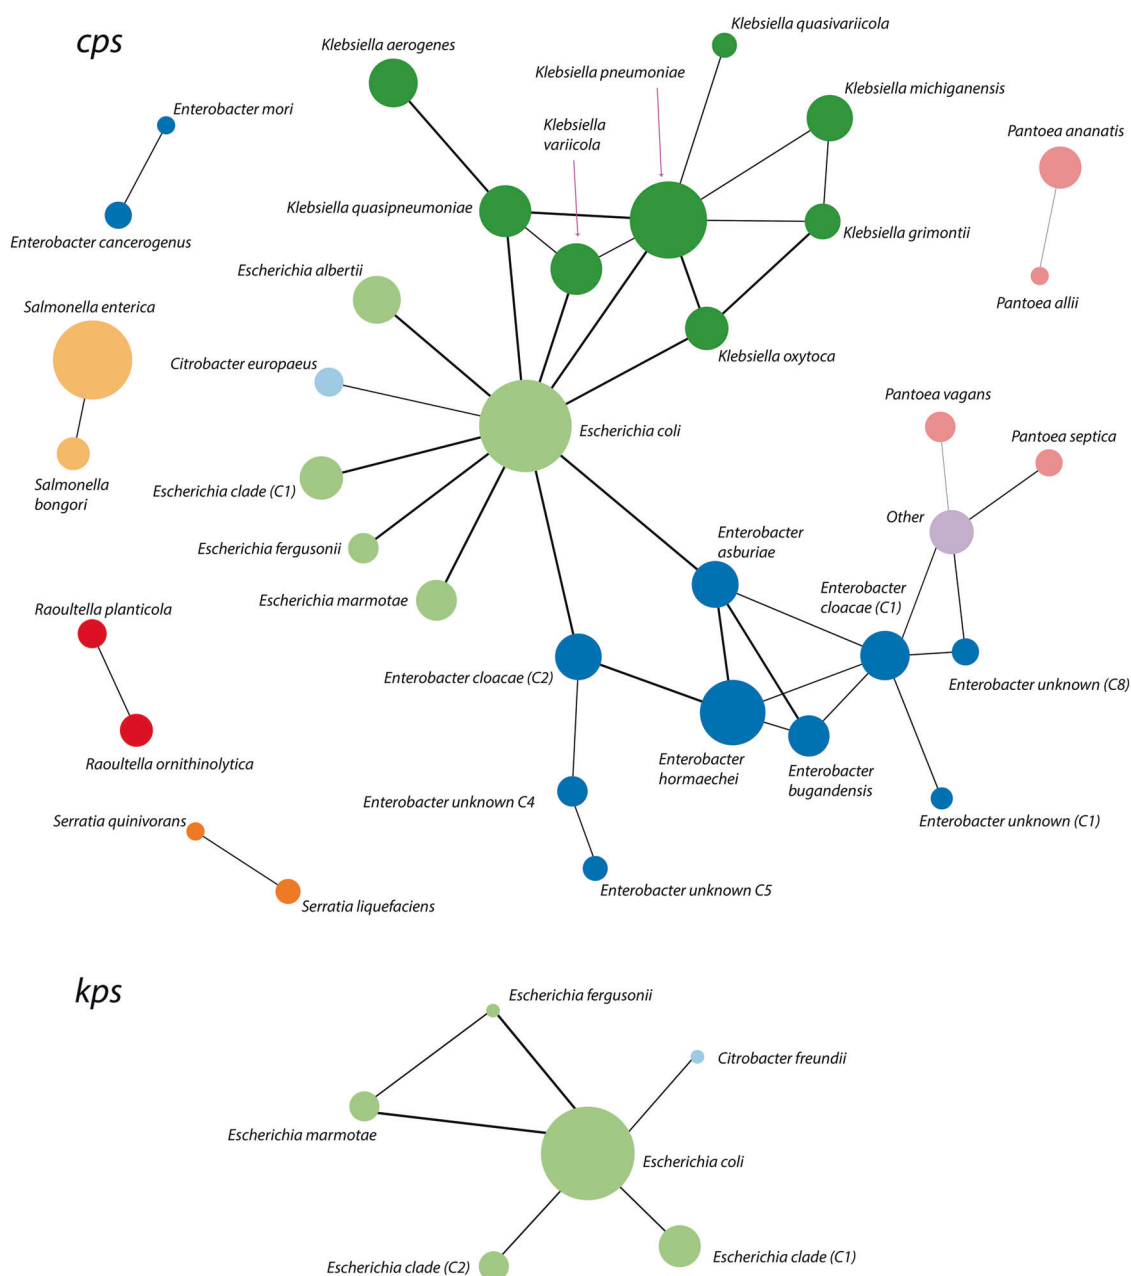 cps
Klebsiella quasivariicola
Klebsiella aerogenes
Klebsiella pneumoniae
Klebsiella michiganensis
Enterobacter mori
Klebsiella
variicola
Pantoea ananatis
Klebsiella quasipneumoniae
Klebsiella grimontii
Enterobacter cancerogenus
Escherichia albertii
Pantoea allii
Salmonella enterica
Klebsiella oxytoca
Citrobacter europaeus
Pantoea vagans
Escherichia coli
Pantoea septica
Salmonella
bongori
Escherichia clade (C1)
Other
Enterobacter
asburiae
Escherichia fergusonii
Enterobacter
cloacae (C1)
Escherichia marmotae
Raoultella planticola
Enterobacter cloacae (C2)
Enterobacter unknown (C8)
Enterobacter
hormaechei
Raoultella ornithinolytica
Enterobacter
bugandensis
Enterobacter unknown C4
Serratia quinivorans
Enterobacter unknown (C1)
Enterobacter unknown C5
Serratia liquefaciens
kps
Escherichia fergusonii
Citrobacter freundii
Escherichia marmotae
Escherichia coli
Escherichia clade (C1)
Escherichia clade (C2)